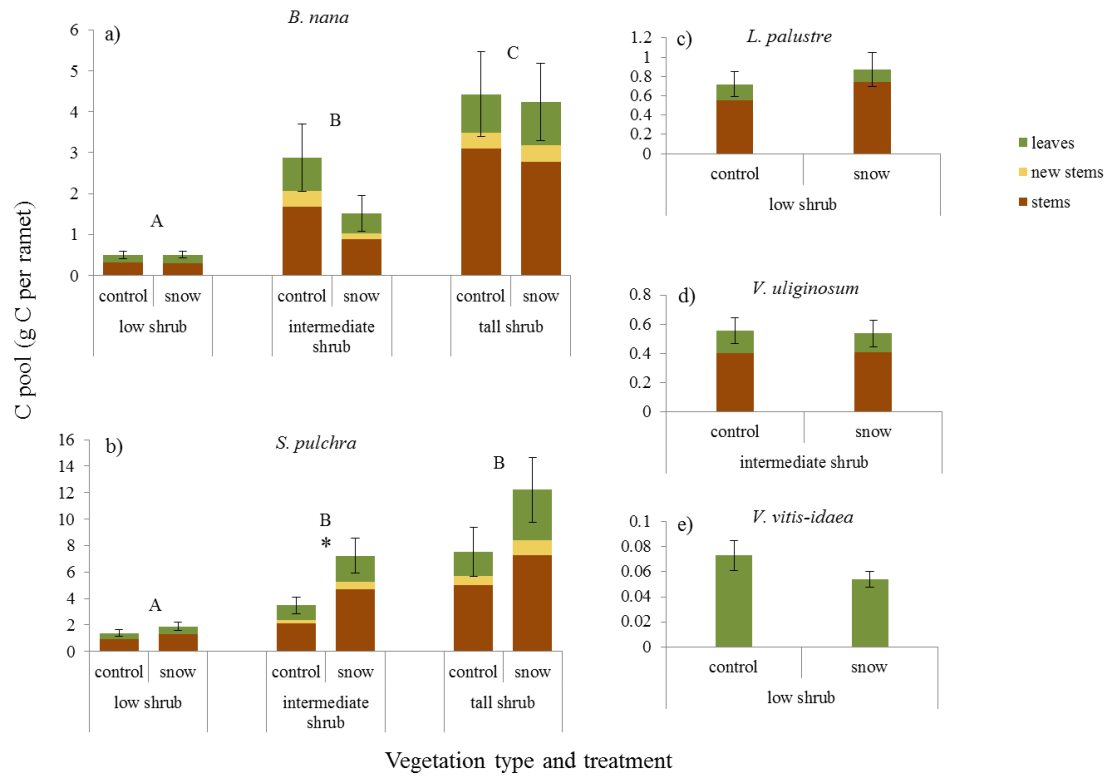 C pool (g C per ramet)
a)
B. nana
6
5
4
3
2
1
0
A
B
C
control snow control snow control snow
low shrub intermediate shrub tall shrub
b)
S. pulchra
16
14
12
10
8
6
4
2
0
A
B
*
B
control snow control snow control snow
low shrub intermediate shrub tall shrub
c)
L. palustre
1.2
1
0.8
0.6
0.4
0.2
0
control snow
low shrub
d)
V. uliginosum
0.8
0.6
0.4
0.2
0
control snow
intermediate shrub
e)
V. vitis-idaea
0.1
0.08
0.06
0.04
0.02
0
control snow
low shrub
leaves
new stems
stems
Vegetation type and treatment